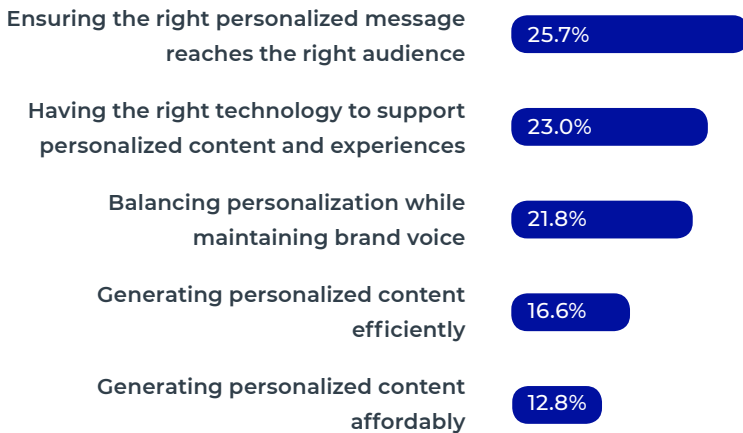 Ensuring the right personalized message
reaches the right audience
25.7%
Having the right technology to support
personalized content and experiences
23.0%
Balancing personalization while
maintaining brand voice
21.8%
Generating personalized content
efficiently
16.6%
Generating personalized content
affordably
12.8%